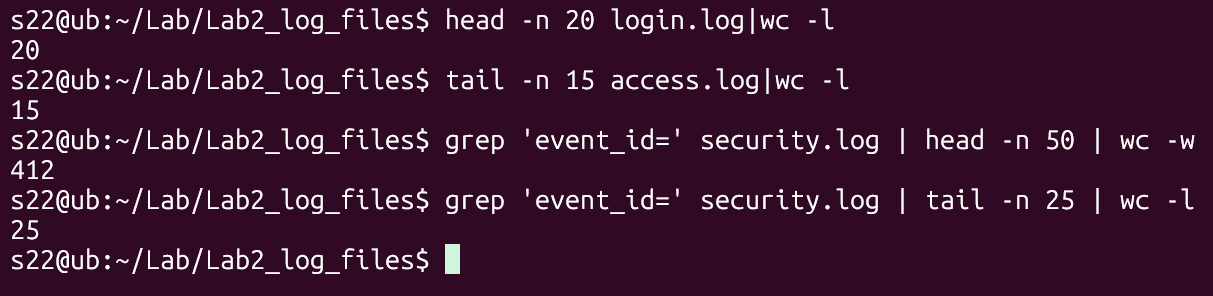 s22@ub:~/Lab/Lab2_log_files$ head -n 20 login.log|wc -l
20
s22@ub:~/Lab/Lab2_log_files$ tail -n 15 access.log|wc -l
15
s22@ub:~/Lab/Lab2_log_files$ grep 'event_id=' security.log | head -n 50 | wc -w
412
s22@ub:~/Lab/Lab2_log_files$ grep 'event_id=' security.log | tail -n 25 | wc -l
25
s22@ub:~/Lab/Lab2_log_files$